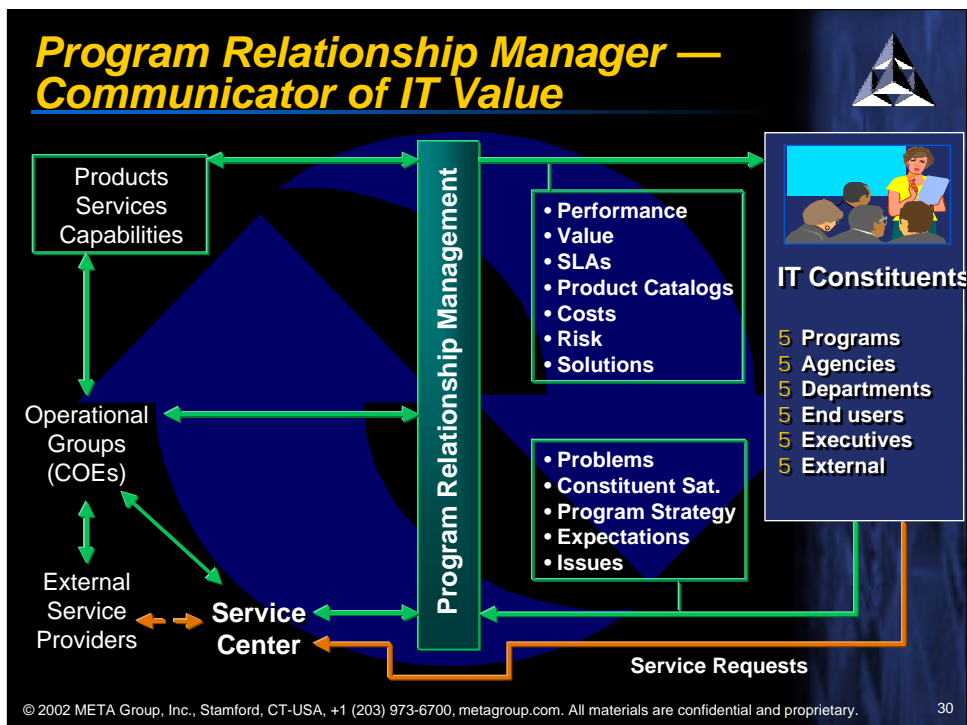 Program Relationship Manager —
Communicator of IT Value
Products
Services
Capabilities
Operational
Groups
(COEs)
External
Service
Providers
Service
Center
Program Relationship Management
• Performance
• Value
• SLAs
• Product Catalogs
• Costs
• Risk
• Solutions
• Problems
• Constituent Sat.
• Program Strategy
• Expectations
• Issues
IT Constituents
5 Programs
5 Agencies
5 Departments
5 End users
5 Executives
5 External
Service Requests
© 2002 META Group, Inc., Stamford, CT-USA, +1 (203) 973-6700, metagroup.com. All materials are confidential and proprietary.
30